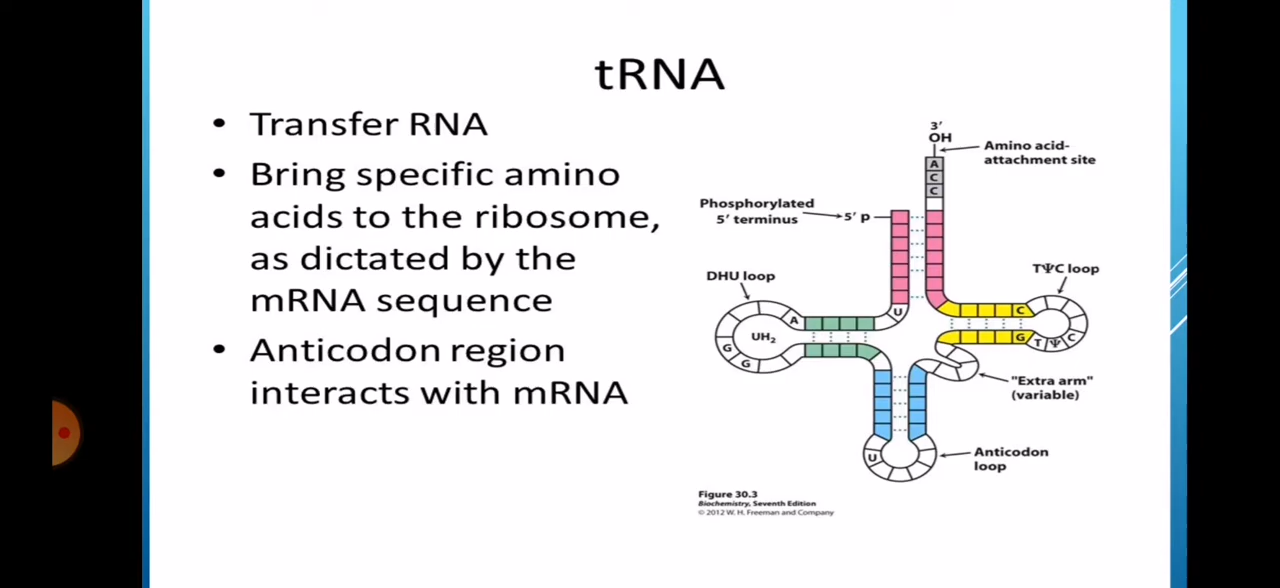 tRNA
• Transfer RNA
• Bring specific amino
acids to the ribosome,
as dictated by the
mRNA sequence
• Anticodon region
interacts with mRNA
3′
OH
Amino acid-
attachment site
A
C
C
Phosphorylated
5′ terminus
5′ p
DHU loop
TΨC loop
A
U
C
UH₂
G
G
G
T
Ψ
C
"Extra arm"
(variable)
U
Anticodon
loop
Figure 30.3
Biochemistry, Seventh Edition
© 2012 W. H. Freeman and Company